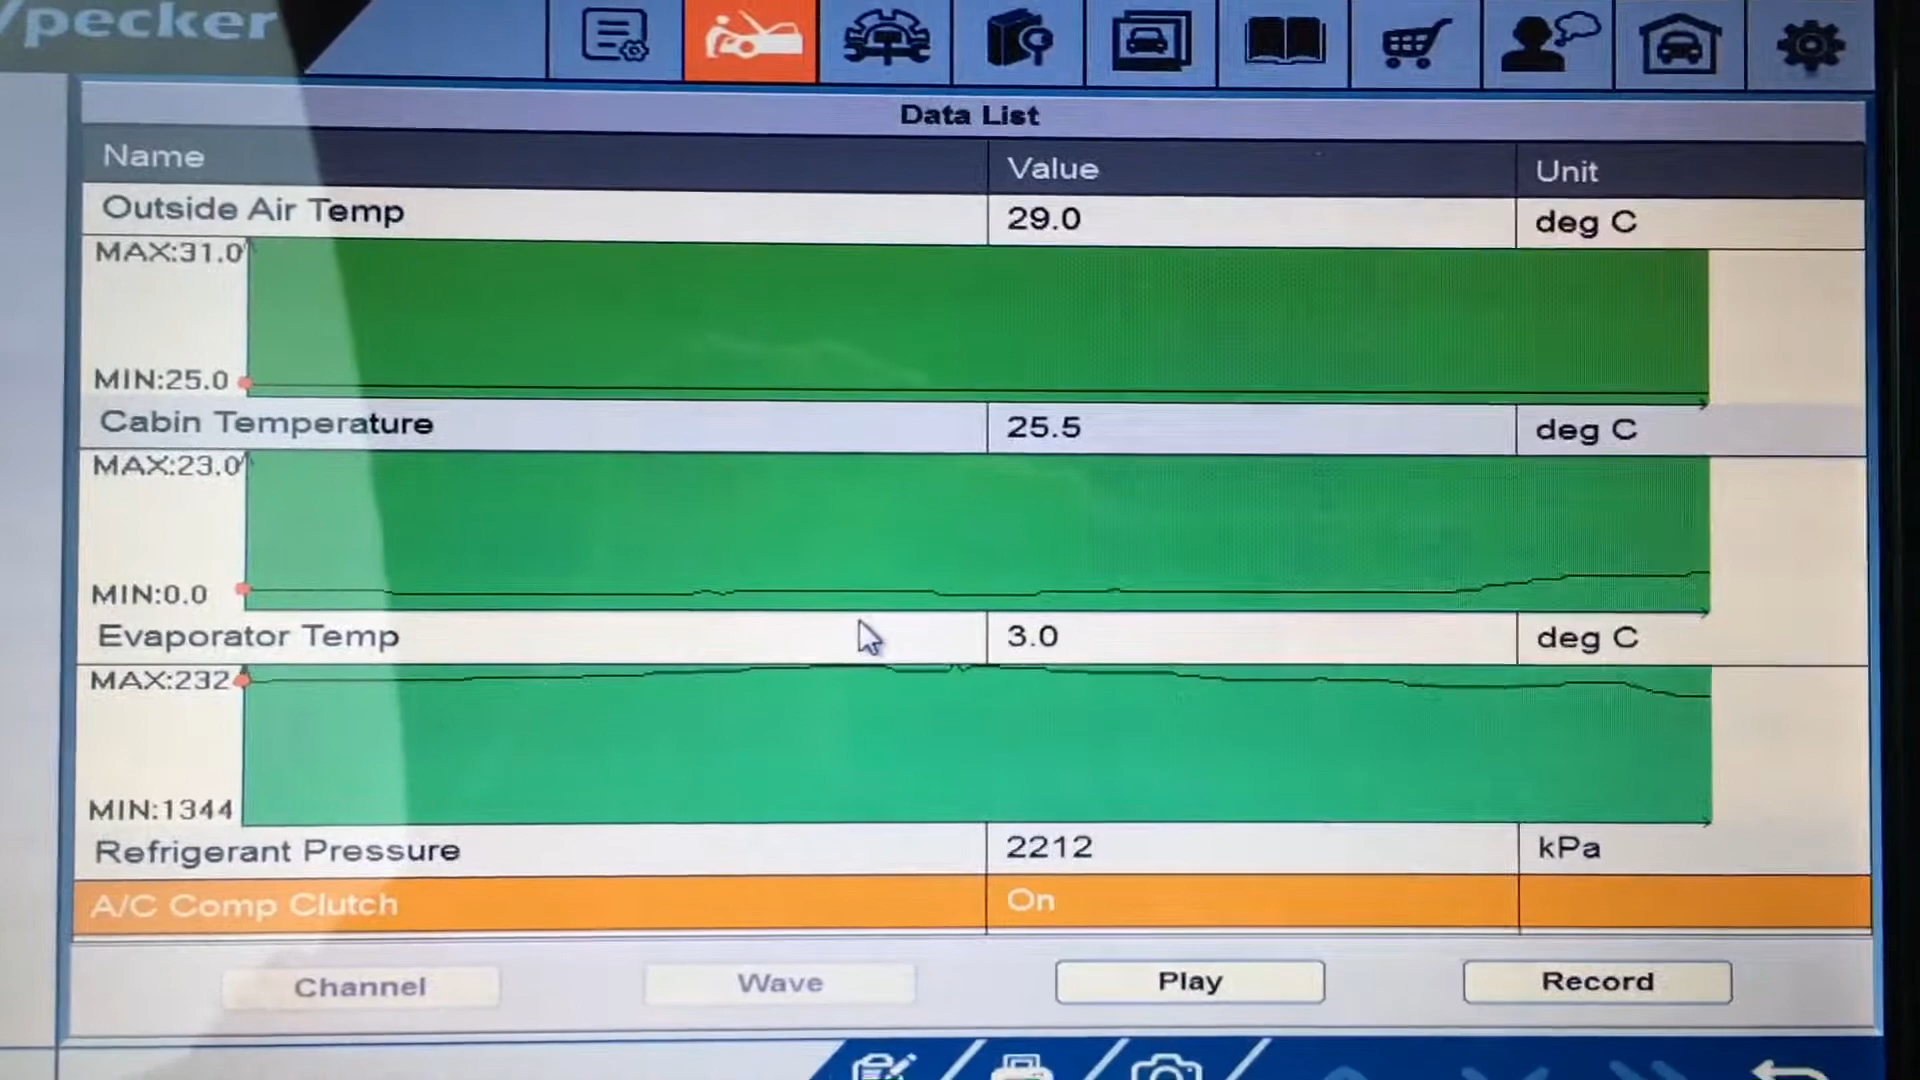 pecker
Data List
Name Value Unit
Outside Air Temp 29.0 deg C
MAX:31.0
MIN:25.0
Cabin Temperature 25.5 deg C
MAX:23.0
MIN:0.0
Evaporator Temp 3.0 deg C
MAX:232
MIN:1344
Refrigerant Pressure 2212 kPa
A/C Comp Clutch On
Channel Wave Play Record